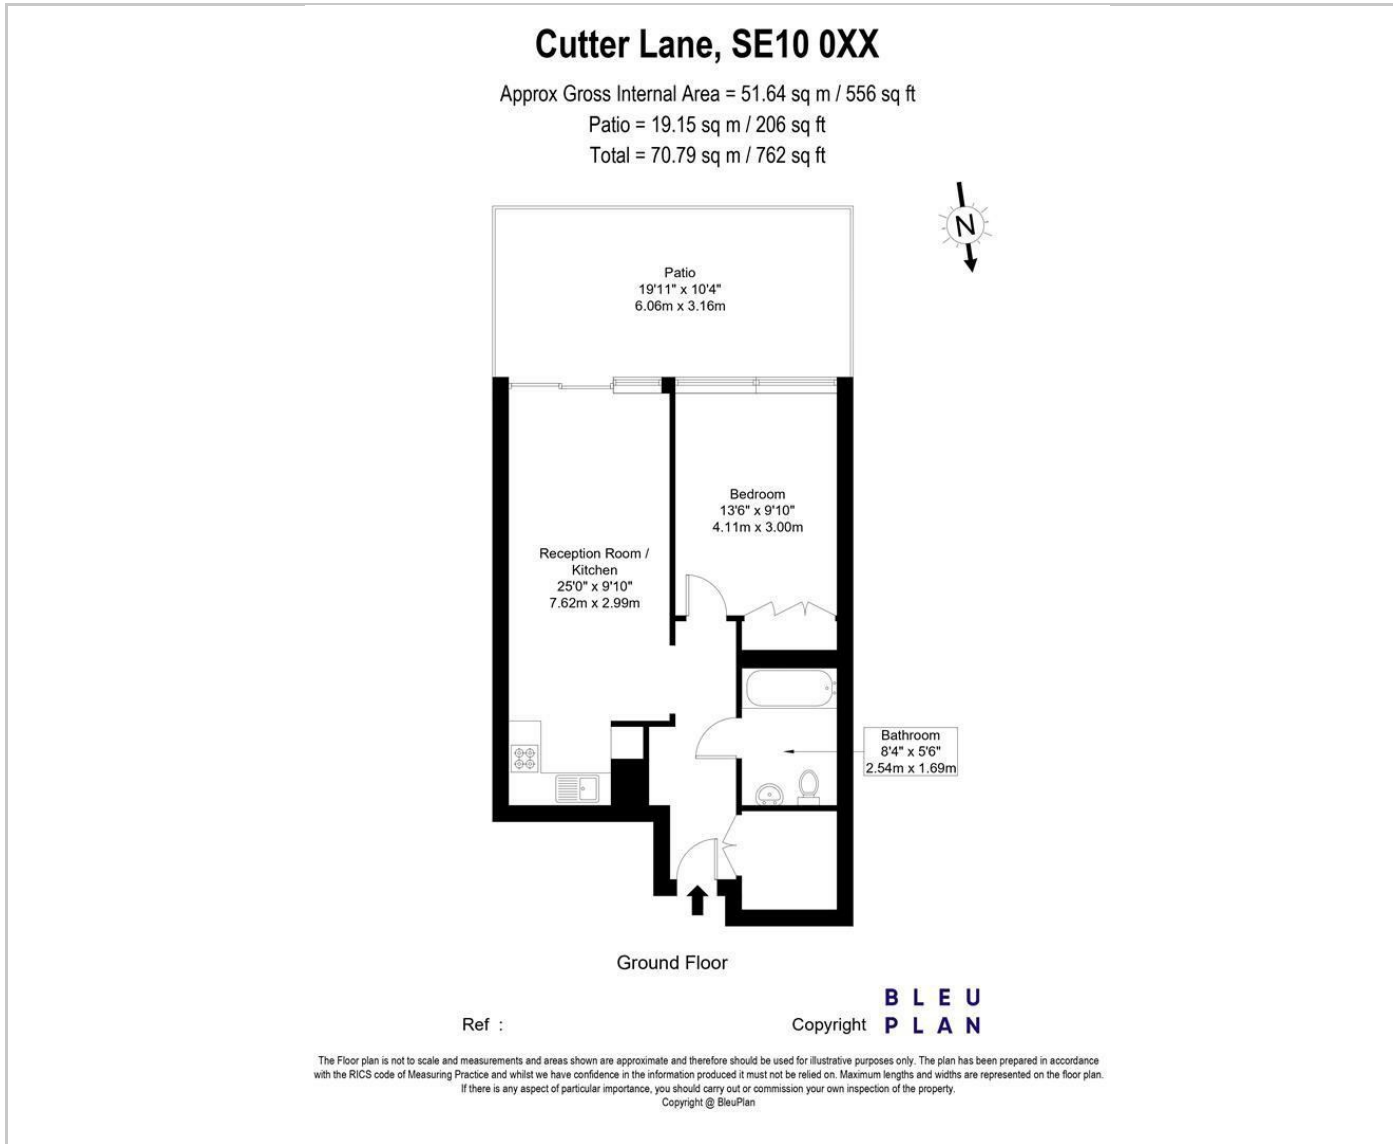 Cutter Lane, SE10 0XX
Approx Gross Internal Area = 51.64 sq m / 556 sq ft
Patio = 19.15 sq m / 206 sq ft
Total = 70.79 sq m / 762 sq ft
N
Patio
19'11" x 10'4"
6.06m x 3.16m
Bedroom
13'6" x 9'10"
4.11m x 3.00m
Reception Room /
Kitchen
25'0" x 9'10"
7.62m x 2.99m
Bathroom
8'4" x 5'6"
2.54m x 1.69m
Ground Floor
Ref :
Copyright
BLEU
PLAN
The Floor plan is not to scale and measurements and areas shown are approximate and therefore should be used for illustrative purposes only. The plan has been prepared in accordance
with the RICS code of Measuring Practice and whilst we have confidence in the information produced it must not be relied on. Maximum lengths and widths are represented on the floor plan.
If there is any aspect of particular importance, you should carry out or commission your own inspection of the property.
Copyright @ BleuPlan